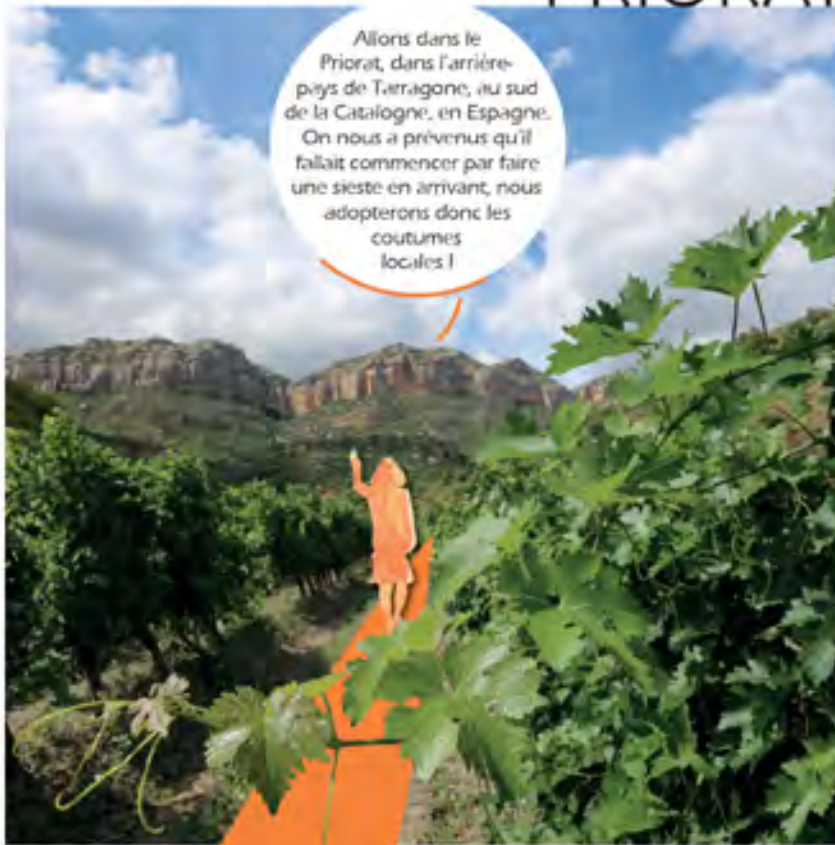 PRIORAT
Allons dans le
Priorat, dans l'arrière-
pays de Tarragone, au sud
de la Catalogne, en Espagne.
On nous a prévenus qu'il
fallait commencer par faire
une sieste en arrivant, nous
adopterons donc les
coutumes
locales !